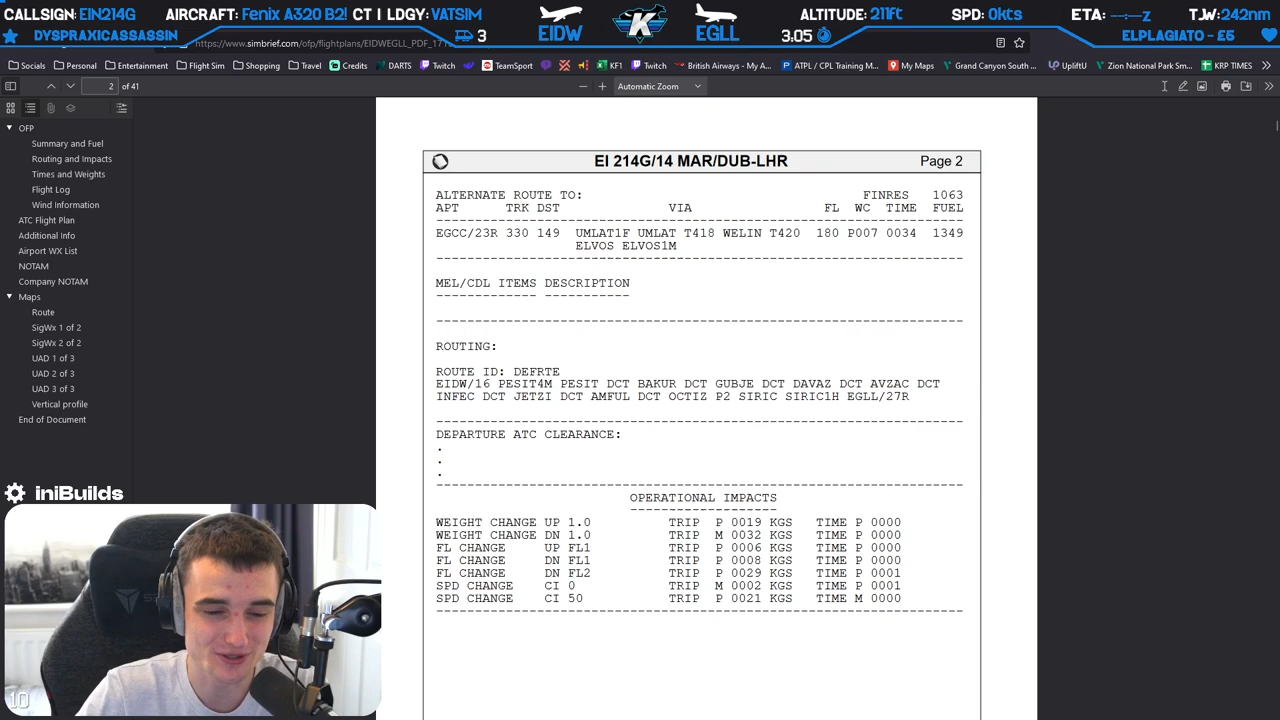 CALLSIGN: EIN214G AIRCRAFT: Fenix A320 B2! CT | LDGY: VATSIM ALTITUDE: 211ft SPD: 0kts ETA: --:--z T.W: 242nm
DYSPRAXICASSASSIN 3 EIDW K EGLL 3:05 ELPLAGIATO - £5
https://www.simbrief.com/ofp/flightplans/EIDWEGLL_PDF_17
Socials Personal Entertainment Flight Sim Shopping Travel Credits DARTS Twitch TeamSport KF1 Twitch British Airways - My A... ATPL / CPL Training M... My Maps Grand Canyon South ... UpliftU Zion National Park Sm... KRP TIMES
2 of 41 Automatic Zoom
OFP
Summary and Fuel
Routing and Impacts
Times and Weights
Flight Log
Wind Information
ATC Flight Plan
Additional Info
Airport WX List
NOTAM
Company NOTAM
Maps
Route
SigWx 1 of 2
SigWx 2 of 2
UAD 1 of 3
UAD 2 of 3
UAD 3 of 3
Vertical profile
End of Document
EI 214G/14 MAR/DUB-LHR Page 2
ALTERNATE ROUTE TO: FINRES 1063
APT TRK DST VIA FL WC TIME FUEL
EGCC/23R 330 149 UMLAT1F UMLAT T418 WELIN T420 180 P007 0034 1349
ELVOS ELVOS1M
MEL/CDL ITEMS DESCRIPTION
ROUTING:
ROUTE ID: DEFRTE
EIDW/16 PESIT4M PESIT DCT BAKUR DCT GUBJE DCT DAVAZ DCT AVZAC DCT
INFEC DCT JETZI DCT AMFUL DCT OCTIZ P2 SIRIC SIRIC1H EGLL/27R
DEPARTURE ATC CLEARANCE:
.
.
.
OPERATIONAL IMPACTS
WEIGHT CHANGE UP 1.0 TRIP P 0019 KGS TIME P 0000
WEIGHT CHANGE DN 1.0 TRIP M 0032 KGS TIME P 0000
FL CHANGE UP FL1 TRIP P 0006 KGS TIME P 0000
FL CHANGE DN FL1 TRIP P 0008 KGS TIME P 0000
FL CHANGE DN FL2 TRIP P 0029 KGS TIME P 0001
SPD CHANGE CI 0 TRIP M 0002 KGS TIME P 0001
SPD CHANGE CI 50 TRIP P 0021 KGS TIME M 0000
iniBuilds
10